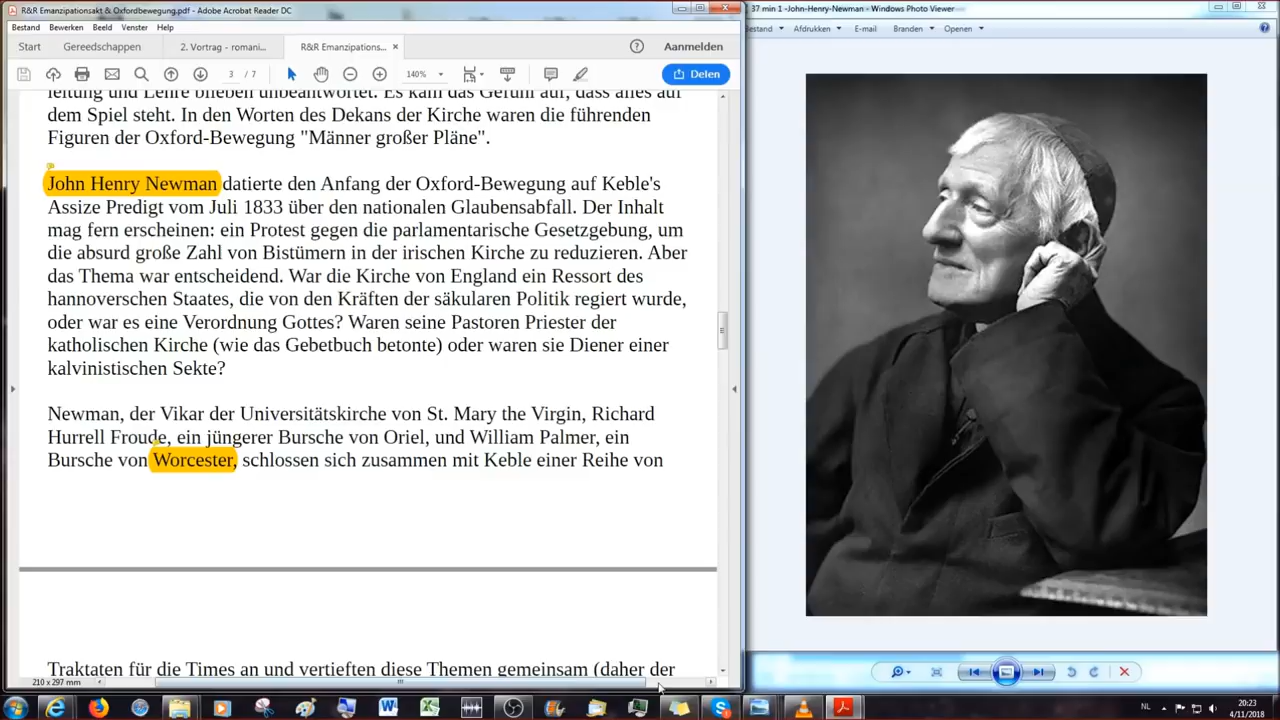 R&R Emanzipationsakt & Oxfordbewegung.pdf - Adobe Acrobat Reader DC
Bestand Bewerken Beeld Venster Help
Start Gereedschappen 2. Vortrag - romani... R&R Emanzipations... × Anmelden
3 / 7 140% Delen
leitung und Lehre blieben unbeantwortet. Es kam das Gefühl auf, dass alles auf
dem Spiel steht. In den Worten des Dekans der Kirche waren die führenden
Figuren der Oxford-Bewegung "Männer großer Pläne".
John Henry Newman datierte den Anfang der Oxford-Bewegung auf Keble's
Assize Predigt vom Juli 1833 über den nationalen Glaubensabfall. Der Inhalt
mag fern erscheinen: ein Protest gegen die parlamentarische Gesetzgebung, um
die absurd große Zahl von Bistümern in der irischen Kirche zu reduzieren. Aber
das Thema war entscheidend. War die Kirche von England ein Ressort des
hannoverschen Staates, die von den Kräften der säkularen Politik regiert wurde,
oder war es eine Verordnung Gottes? Waren seine Pastoren Priester der
katholischen Kirche (wie das Gebetbuch betonte) oder waren sie Diener einer
kalvinistischen Sekte?
Newman, der Vikar der Universitätskirche von St. Mary the Virgin, Richard
Hurrell Froude, ein jüngerer Bursche von Oriel, und William Palmer, ein
Bursche von Worcester, schlossen sich zusammen mit Keble einer Reihe von
Traktaten für die Times an und vertieften diese Themen gemeinsam (daher der
210 x 297 mm
37 min 1 -John-Henry-Newman - Windows Photo Viewer
Bestand Afdrukken E-mail Branden Openen
NL 20:23
4/11/2018